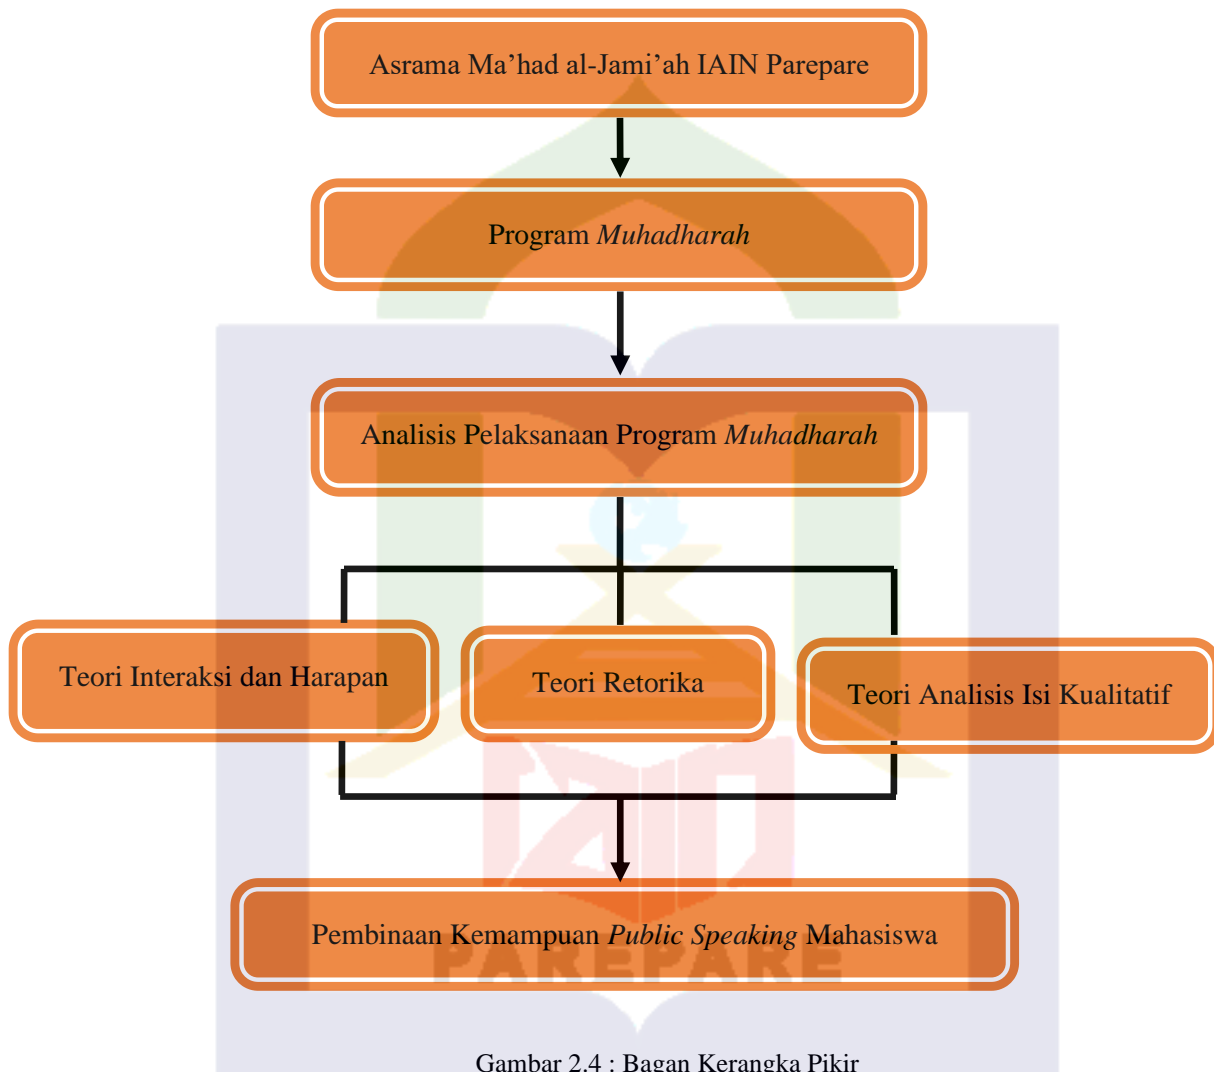 Asrama Ma’had al-Jami’ah IAIN Parepare
Program Muhadharah
Analisis Pelaksanaan Program Muhadharah
Teori Interaksi dan Harapan
Teori Retorika
Teori Analisis Isi Kualitatif
Pembinaan Kemampuan Public Speaking Mahasiswa
PAREPARE
Gambar 2.4 : Bagan Kerangka Pikir